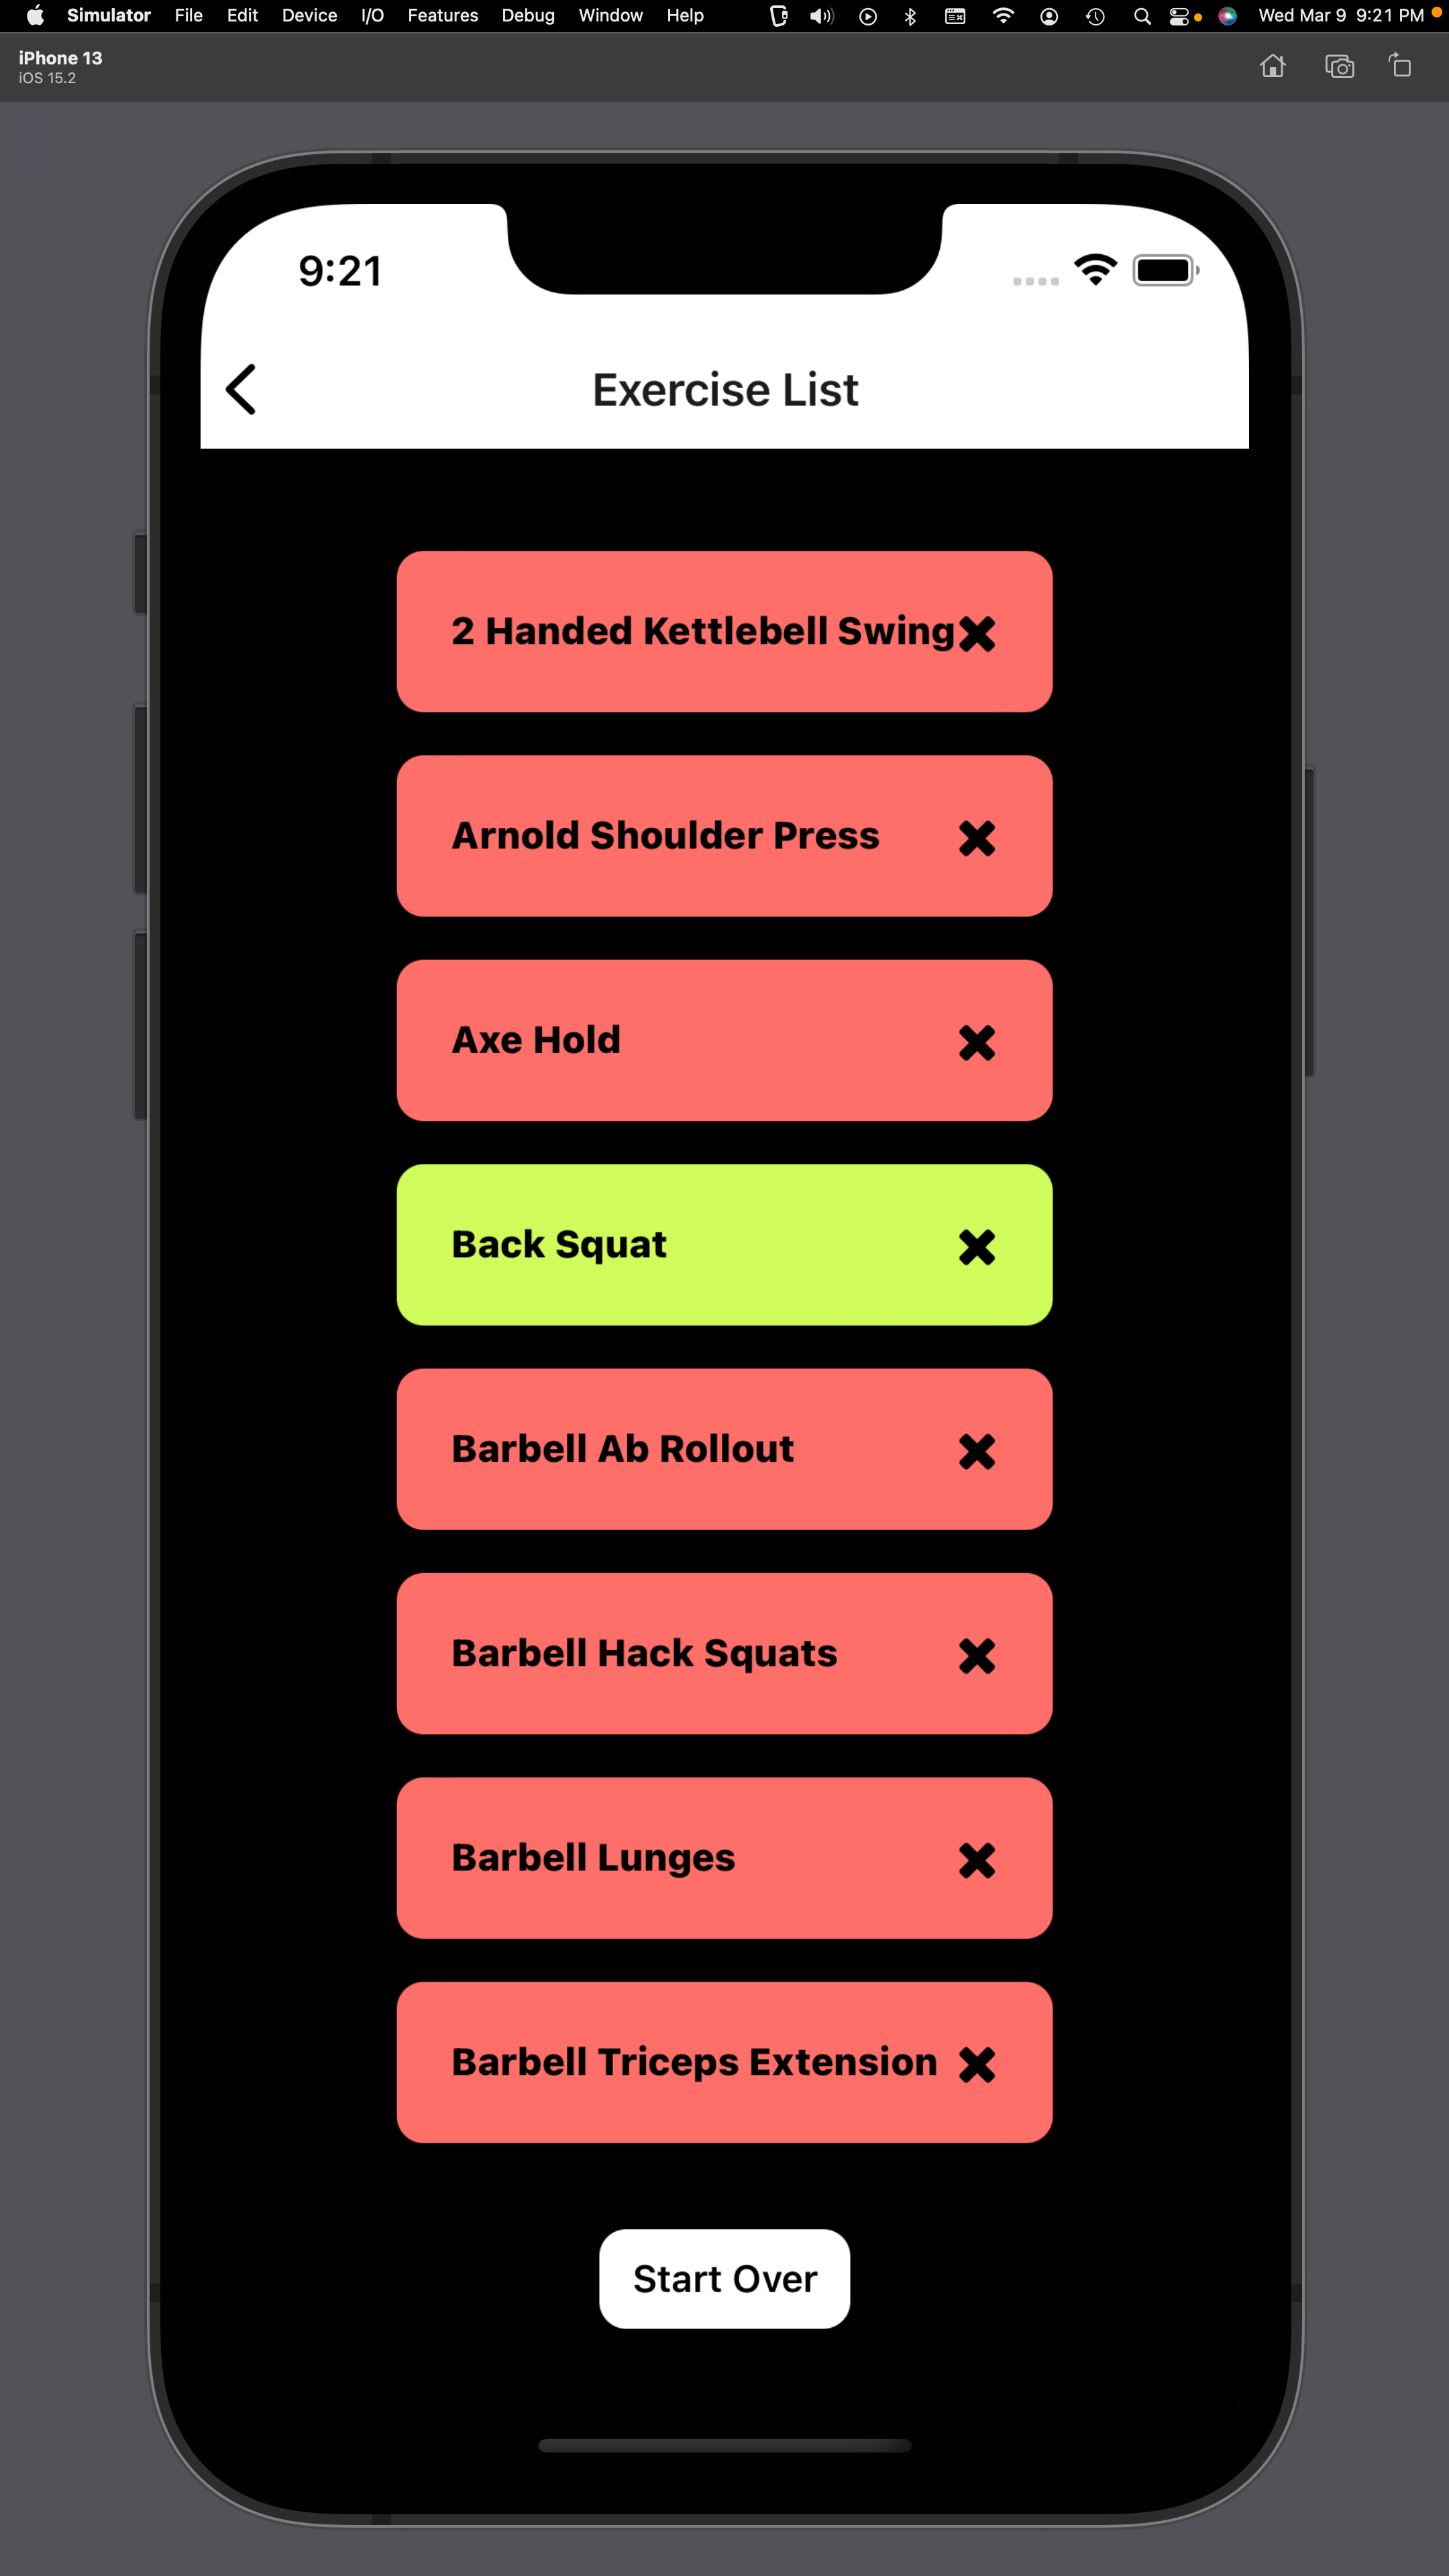 Simulator File Edit Device I/O Features Debug Window Help Wed Mar 9 9:21 PM
iPhone 13
iOS 15.2
9:21
Exercise List
2 Handed Kettlebell Swing
Arnold Shoulder Press
Axe Hold
Back Squat
Barbell Ab Rollout
Barbell Hack Squats
Barbell Lunges
Barbell Triceps Extension
Start Over